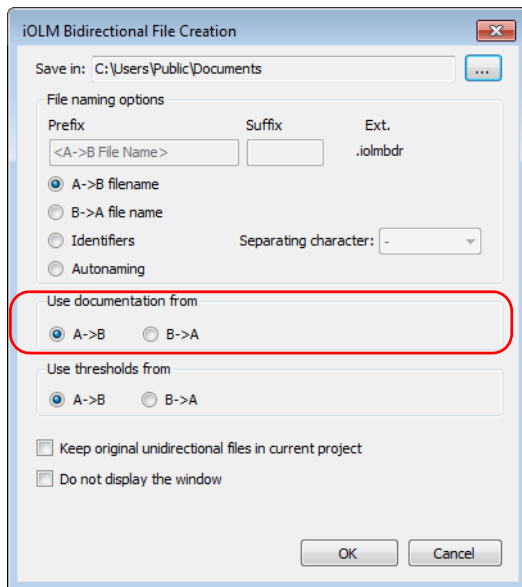 iOLM Bidirectional File Creation
Save in: C:\Users\Public\Documents ...
File naming options
Prefix Suffix Ext.
<A->B File Name> .iolmbdr
A->B filename
B->A file name
Identifiers Separating character: -
Autonaming
Use documentation from
A->B B->A
Use thresholds from
A->B B->A
Keep original unidirectional files in current project
Do not display the window
OK Cancel